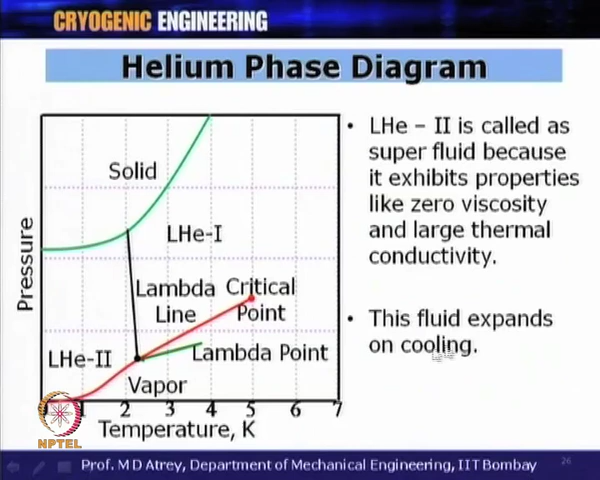 CRYOGENIC ENGINEERING
Helium Phase Diagram
Pressure
Solid
LHe-I
Lambda Line
Critical Point
LHe-II
Lambda Point
Vapor
1 2 3 4 5 6 7
Temperature, K
• LHe – II is called as
super fluid because
it exhibits properties
like zero viscosity
and large thermal
conductivity.
• This fluid expands
on cooling.
NPTEL
Prof. M D Atrey, Department of Mechanical Engineering, IIT Bombay
26